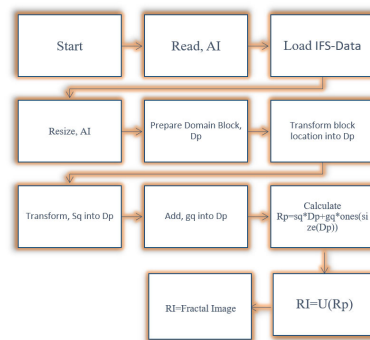 Start
Read, AI
Load IFS-Data
Resize, AI
Prepare Domain Block,
Dp
Transform block
location into Dp
Transform, Sq into Dp
Add, gq into Dp
Calculate
Rp=sq*Dp+gq*ones(si
ze(Dp))
RI=Fractal Image
RI=U(Rp)